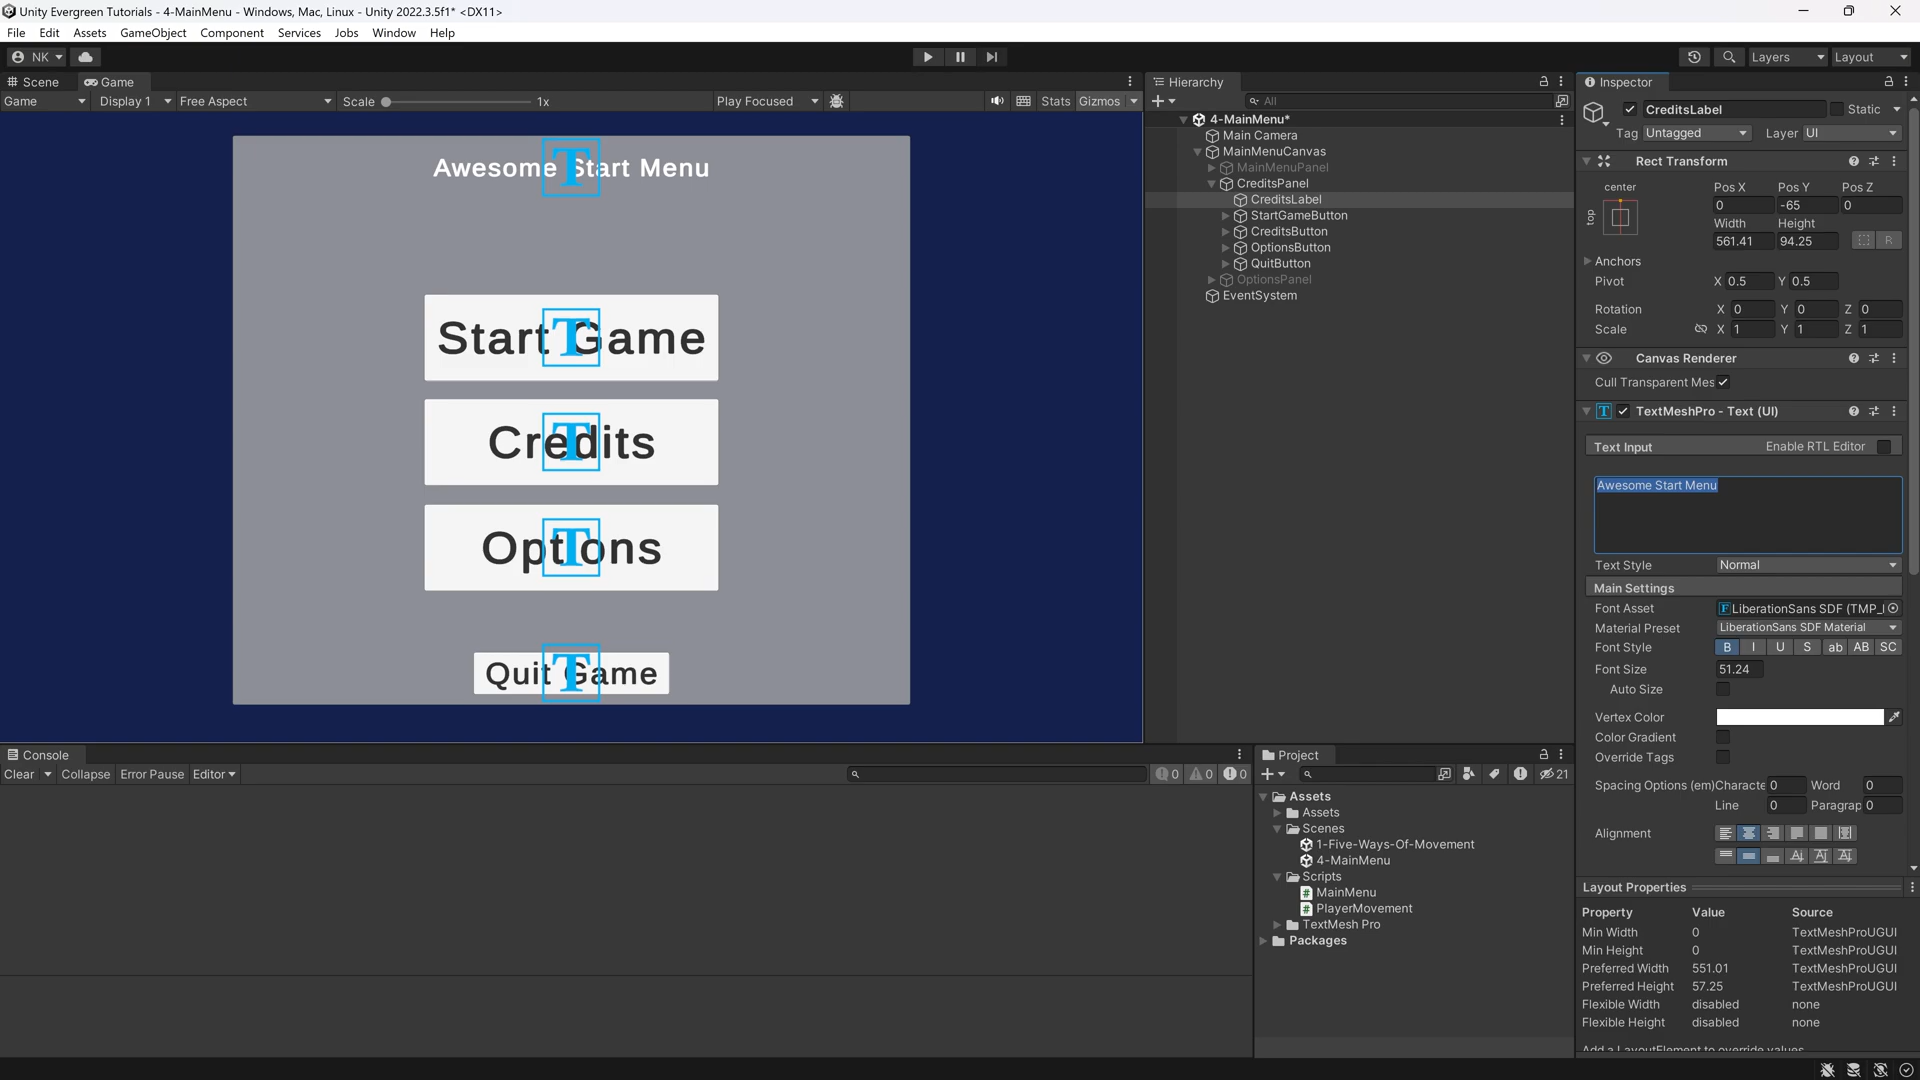 Unity Evergreen Tutorials - 4-MainMenu - Windows, Mac, Linux - Unity 2022.3.5f1* <DX11>
File Edit Assets GameObject Component Services Jobs Window Help
NK Layers Layout
Scene Game
Game Display 1 Free Aspect Scale 1x Play Focused Stats Gizmos
Awesome Start Menu
Start Game
Credits
Options
Quit Game
Hierarchy
All
4-MainMenu*
Main Camera
MainMenuCanvas
MainMenuPanel
CreditsPanel
CreditsLabel
StartGameButton
CreditsButton
OptionsButton
QuitButton
OptionsPanel
EventSystem
Inspector
CreditsLabel Static
Tag Untagged Layer UI
Rect Transform
center Pos X Pos Y Pos Z
top 0 -65 0
Width Height
561.41 94.25 R
Anchors
Pivot X 0.5 Y 0.5
Rotation X 0 Y 0 Z 0
Scale X 1 Y 1 Z 1
Canvas Renderer
Cull Transparent Mes
T TextMeshPro - Text (UI)
Text Input Enable RTL Editor
Awesome Start Menu
Text Style Normal
Main Settings
Font Asset F LiberationSans SDF (TMP_
Material Preset LiberationSans SDF Material
Font Style B I U S ab AB SC
Font Size 51.24
Auto Size
Vertex Color
Color Gradient
Override Tags
Spacing Options (em) Characte 0 Word 0
Line 0 Paragrap 0
Alignment
Layout Properties
Property Value Source
Min Width 0 TextMeshProUGUI
Min Height 0 TextMeshProUGUI
Preferred Width 551.01 TextMeshProUGUI
Preferred Height 57.25 TextMeshProUGUI
Flexible Width disabled none
Flexible Height disabled none
Add a LayoutElement to override values
Console
Clear Collapse Error Pause Editor 0 0 0
Project
21
Assets
Assets
Scenes
1-Five-Ways-Of-Movement
4-MainMenu
Scripts
MainMenu
PlayerMovement
TextMesh Pro
Packages